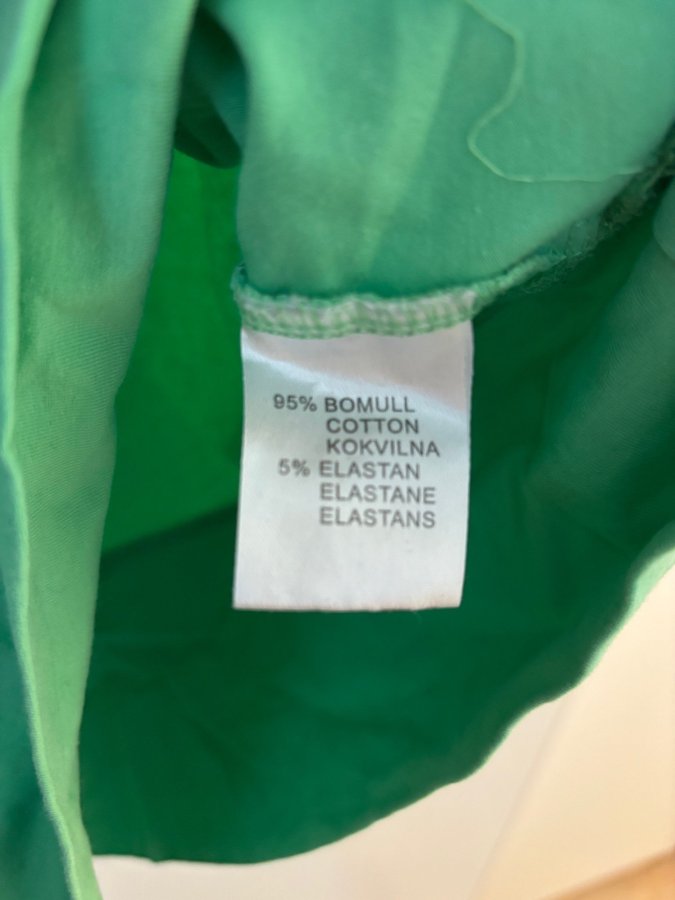 95% BOMULL
COTTON
KOKVILNA
5% ELASTAN
ELASTANE
ELASTANS